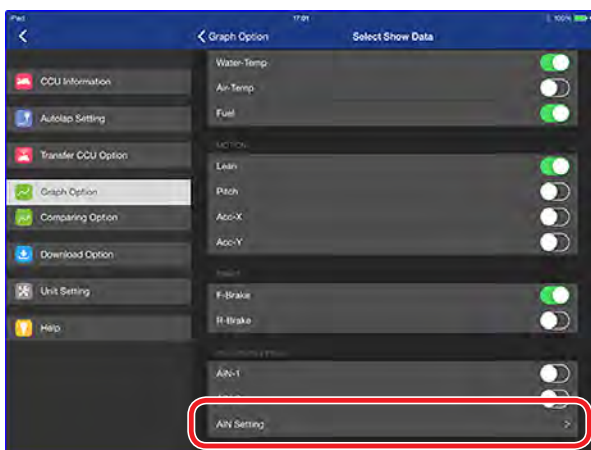 iPad 17:01 100%
Graph Option Select Show Data
Water-Temp
CCU Information
Air-Temp
Autolap Setting
Fuel
MOTION
Transfer CCU Option
Lean
Graph Option
Pitch
Comparing Option
Acc-X
Acc-Y
Download Option
Unit Setting
F-Brake
Help
R-Brake
AIN-1
AIN Setting